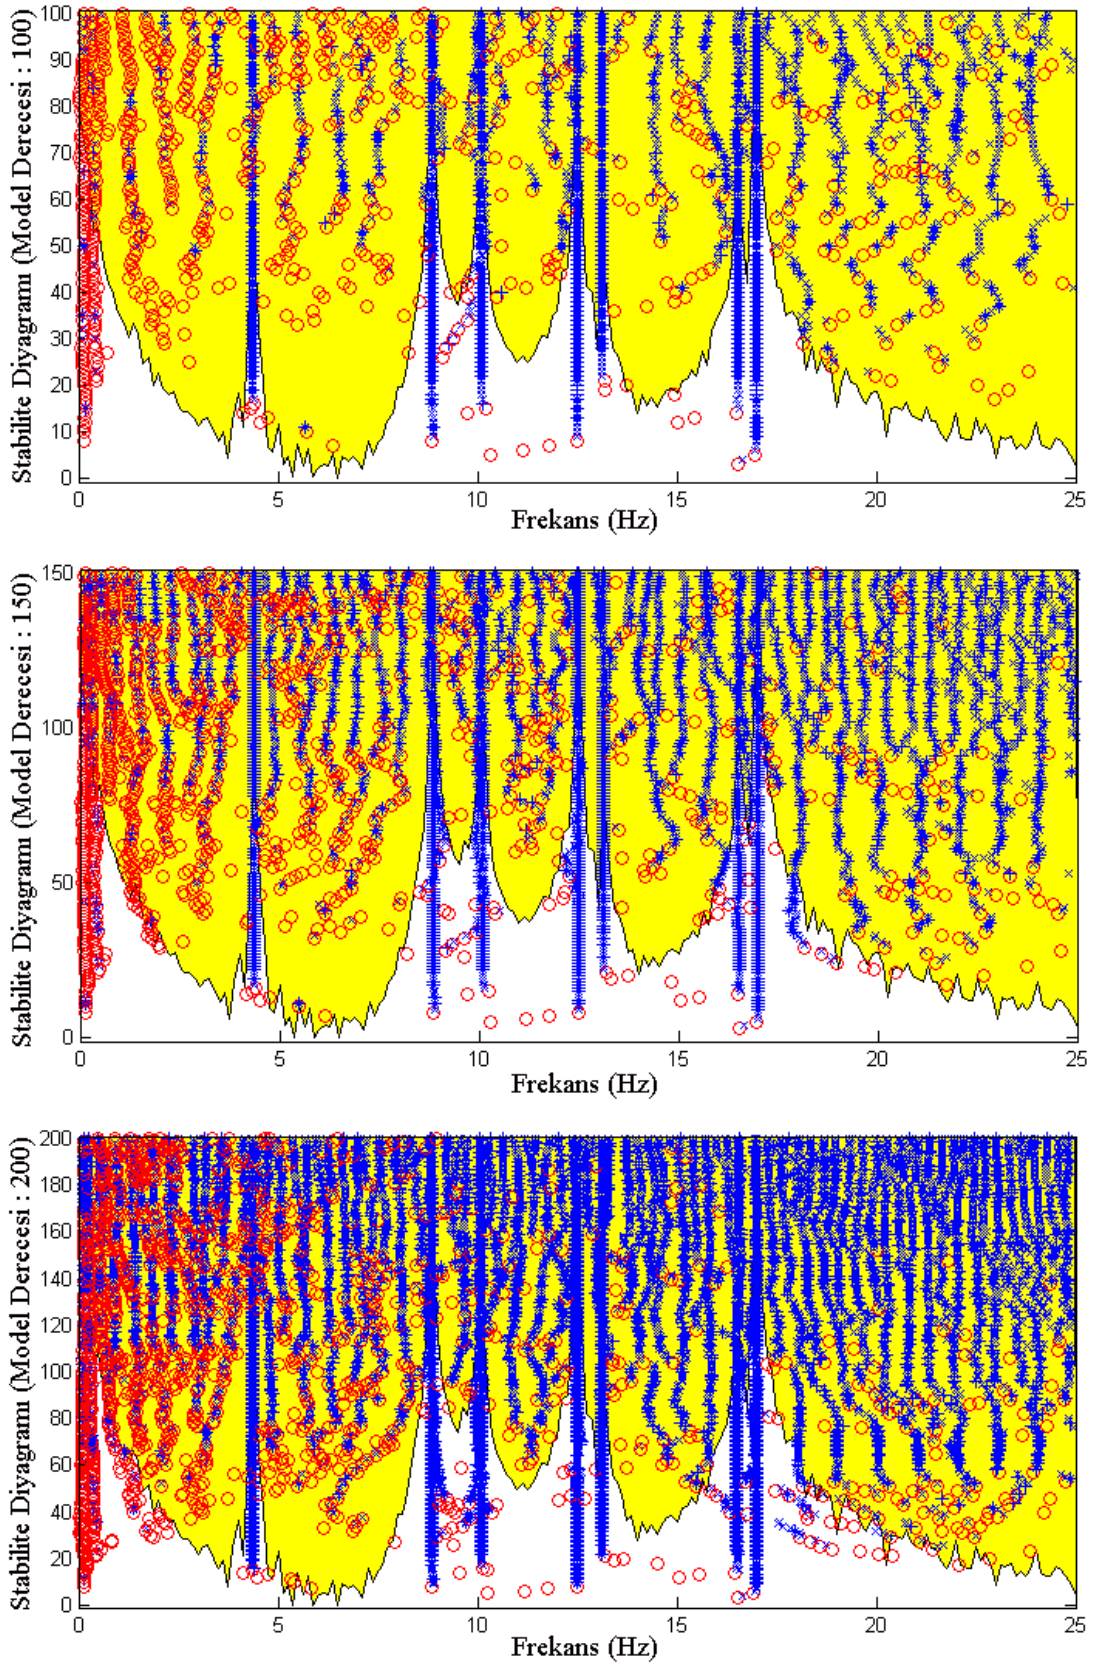 Stabilite Diyagramı (Model Derecesi : 100)
100
90
80
70
60
50
40
30
20
10
0
0 5 10 15 20 25
Frekans (Hz)
Stabilite Diyagramı (Model Derecesi : 150)
150
100
50
0
0 5 10 15 20 25
Frekans (Hz)
Stabilite Diyagramı (Model Derecesi : 200)
200
180
160
140
120
100
80
60
40
20
0
0 5 10 15 20 25
Frekans (Hz)